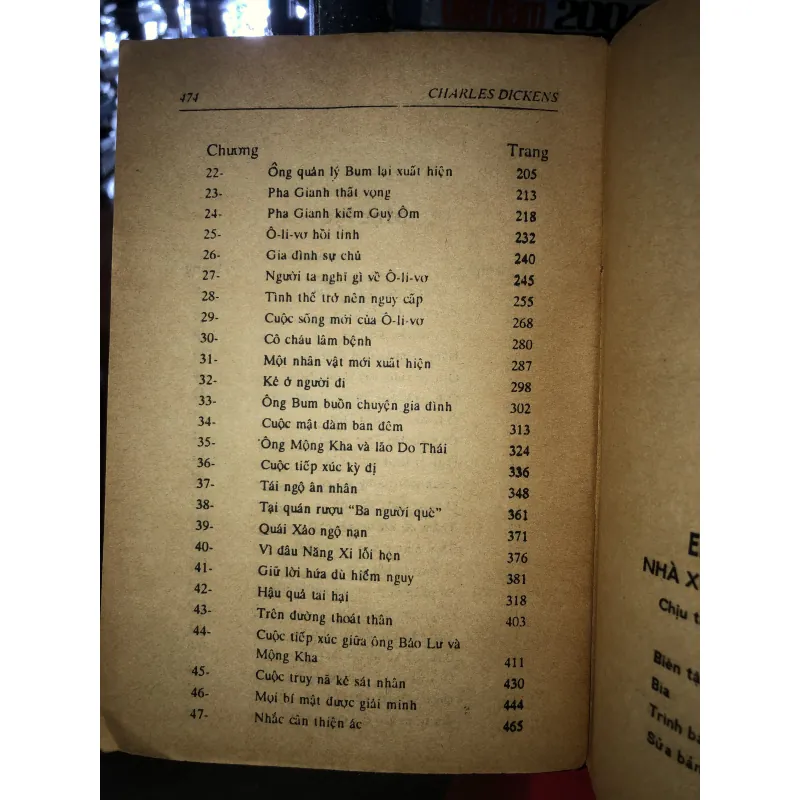 2004
474 CHARLES DICKENS
Chương Trang
22- Ông quản lý Bum lại xuất hiện 205
23- Pha Gianh thất vọng 213
24- Pha Gianh kiếm Guy Ôm 218
25- Ô-li-vơ hồi tỉnh 232
26- Gia đình sự chủ 240
27- Người ta nghĩ gì về Ô-li-vơ 245
28- Tình thế trở nên nguy cấp 255
29- Cuộc sống mới của Ô-li-vơ 268
30- Cô cháu lâm bệnh 280
31- Một nhân vật mới xuất hiện 287
32- Kẻ ở người đi 298
33- Ông Bum buồn chuyện gia đình 302
34- Cuộc mật đàm ban đêm 313
35- Ông Mộng Kha và lão Do Thái 324
36- Cuộc tiếp xúc kỳ dị 336
37- Tái ngộ ân nhân 348
38- Tại quán rượu "Ba người què" 361
39- Quái Xảo ngộ nạn 371
40- Vì đâu Năng Xi lỗi hẹn 376
41- Giữ lời hứa dù hiểm nguy 381
42- Hậu quả tai hại 318
43- Trên đường thoát thân 403
44- Cuộc tiếp xúc giữa ông Bảo Lư và
Mộng Kha 411
45- Cuộc truy nã kẻ sát nhân 430
46- Mọi bí mật được giải minh 444
47- Nhắc cân thiện ác 465
NHÀ X
Chịu t
Biên tậ
Bìa
Trình bà
Sửa bản